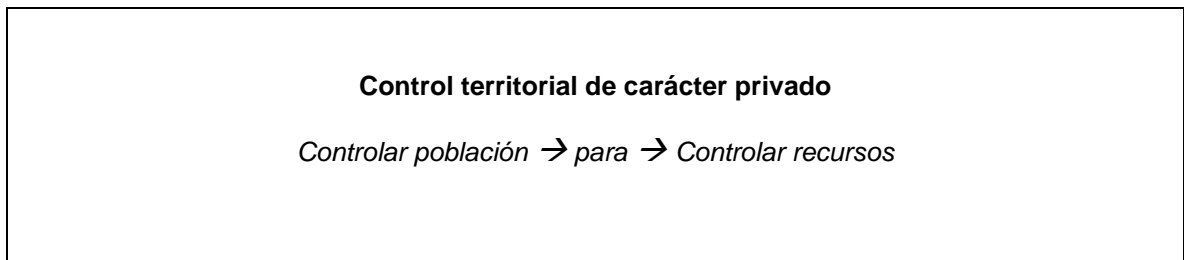 Control territorial de carácter privado
Controlar población → para → Controlar recursos